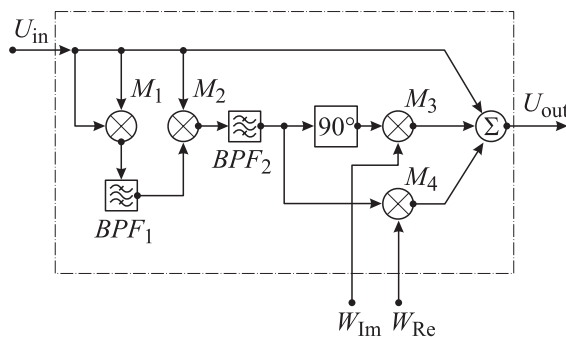 U_in
M_1
M_2
M_3
U_out
90°
Σ
BPF_2
M_4
BPF_1
W_Im
W_Re